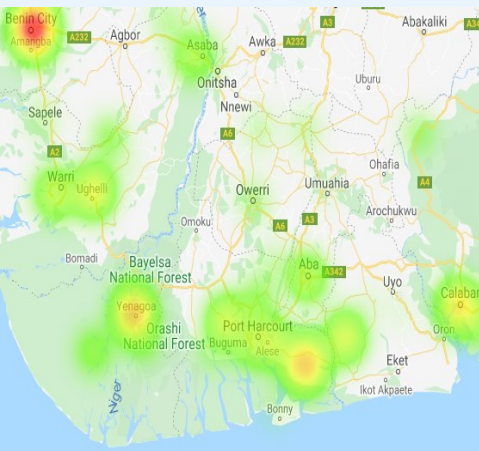 Benin City
Amangba
A232
Agbor
Asaba
Awka
A232
A3
Abakaliki
A34
Onitsha
Nnewi
Uburu
Sapele
A6
A2
Warri
Ughelli
Owerri
Umuahia
Ohafia
A4
Arochukwu
Omoku
A6
A3
Bomadi
Bayelsa
National Forest
Aba
A342
Uyo
Calabar
Yenagoa
Orashi
National Forest
Port Harcourt
Buguma
Alese
Oron
Eket
Ikot Akpaete
Niger
Bonny